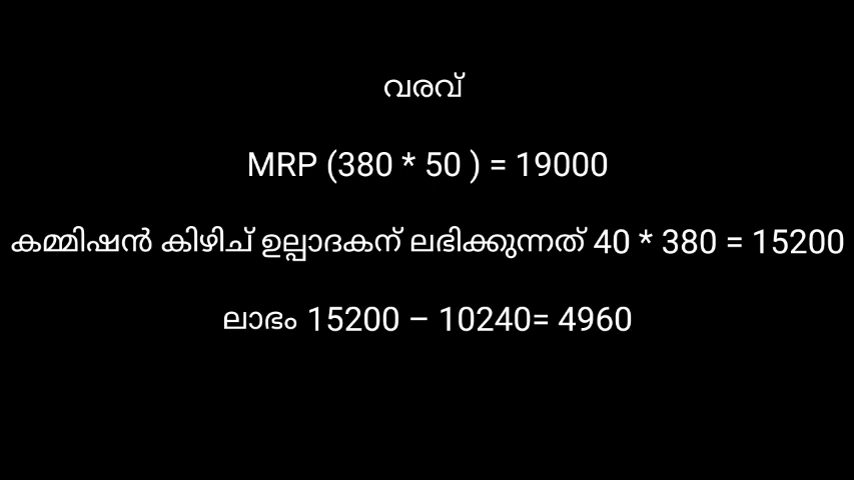 വരവ്
MRP (380 * 50 ) = 19000
കമ്മിഷൻ കിഴിച് ഉല്പാദകന് ലഭിക്കുന്നത് 40 * 380 = 15200
ലാഭം 15200 – 10240= 4960